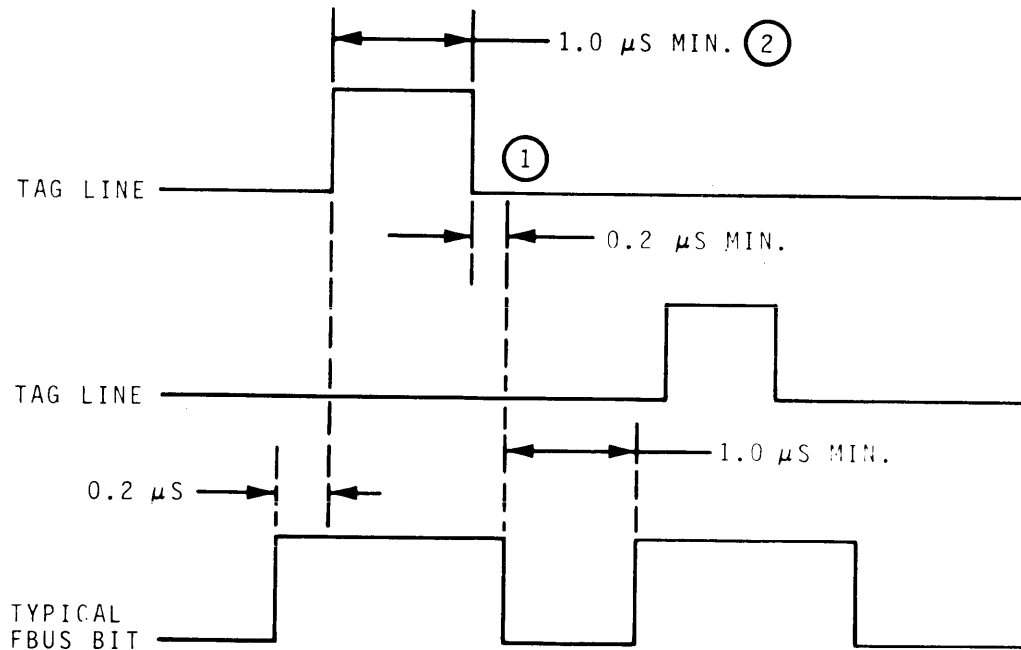 1.0 μS MIN. 2
1
TAG LINE
0.2 μS MIN.
TAG LINE
1.0 μS MIN.
0.2 μS
TYPICAL
FBUS BIT